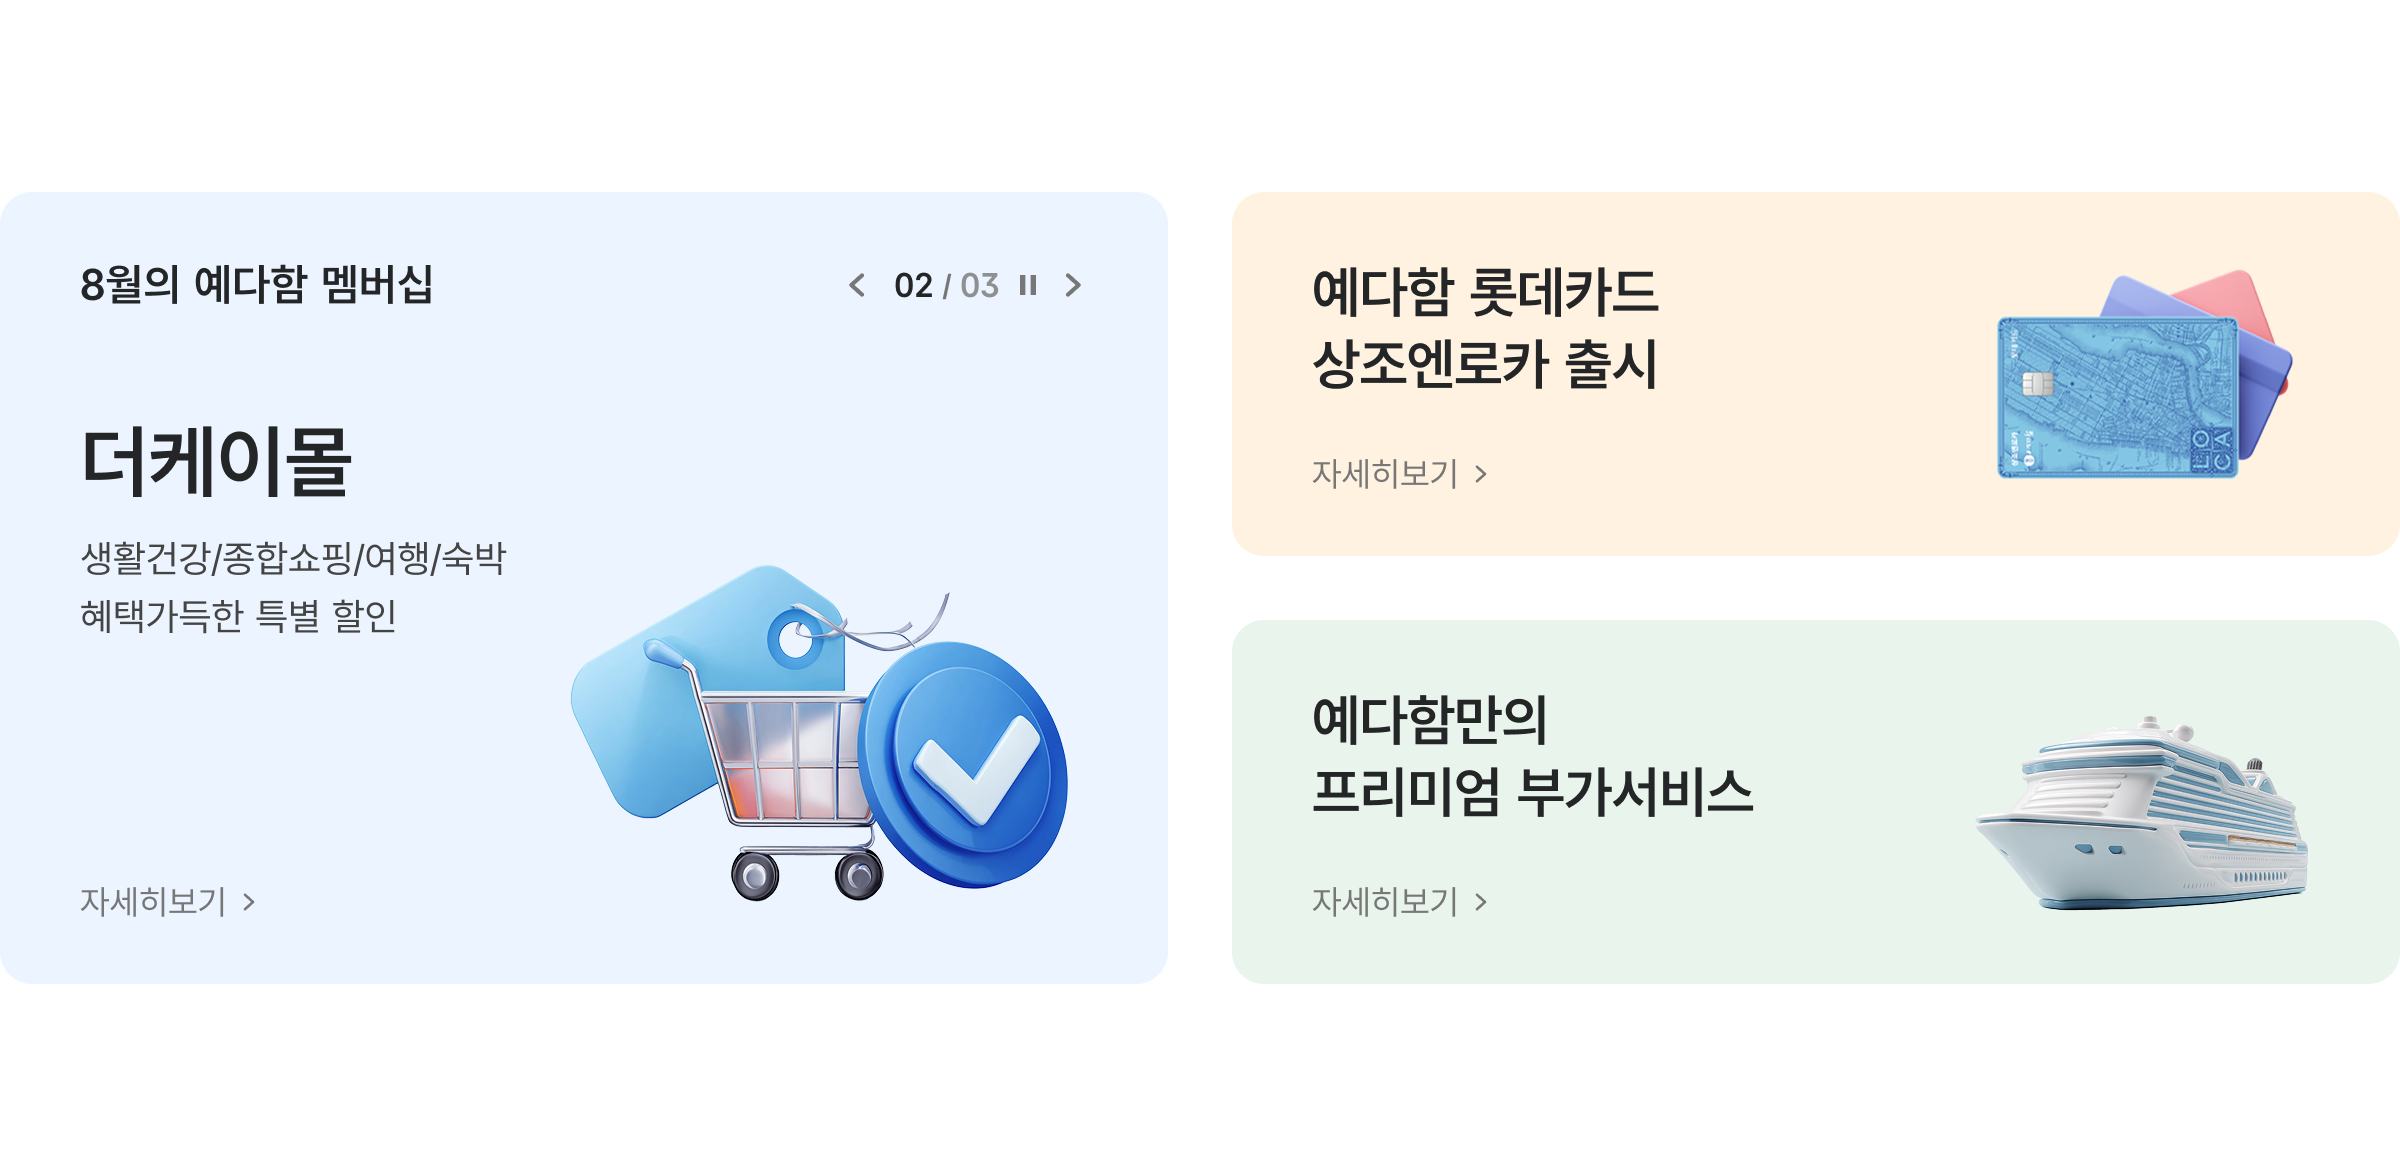 8월의 예다함 멤버십
02 / 03
더케이몰
생활건강/종합쇼핑/여행/숙박
혜택가득한 특별 할인
자세히보기
예다함 롯데카드
상조엔로카 출시
자세히보기
LOCA
예다함만의
프리미엄 부가서비스
자세히보기